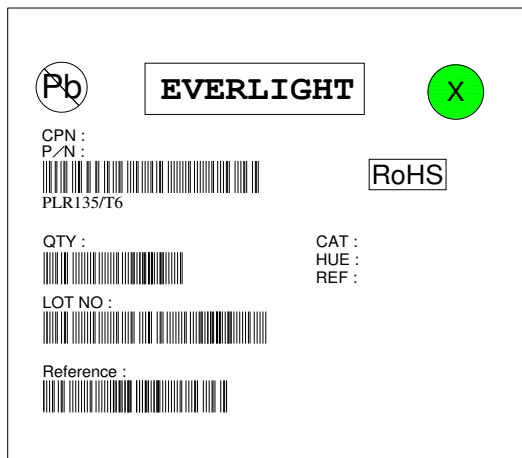 Pb
EVERLIGHT
X
CPN :
P/N :
RoHS
PLR135/T6
QTY :
CAT :
HUE :
REF :
LOT NO :
Reference :